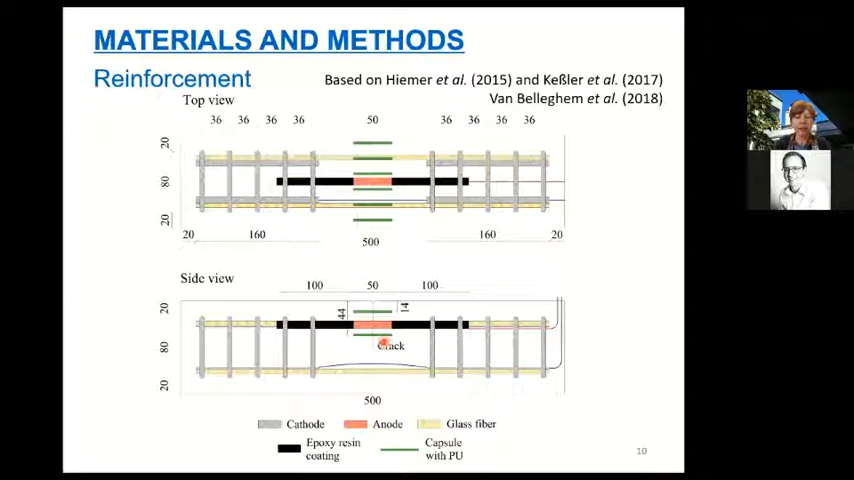 MATERIALS AND METHODS
Reinforcement
Based on Hiemer et al. (2015) and Keßler et al. (2017)
Van Belleghem et al. (2018)
Top view
36 36 36 36 50 36 36 36 36
20
80
20
20 160 500 160 20
Side view
100 50 100
20
44
14
80
Crack
20
500
Cathode Anode Glass fiber
Epoxy resin coating
Capsule with PU
10